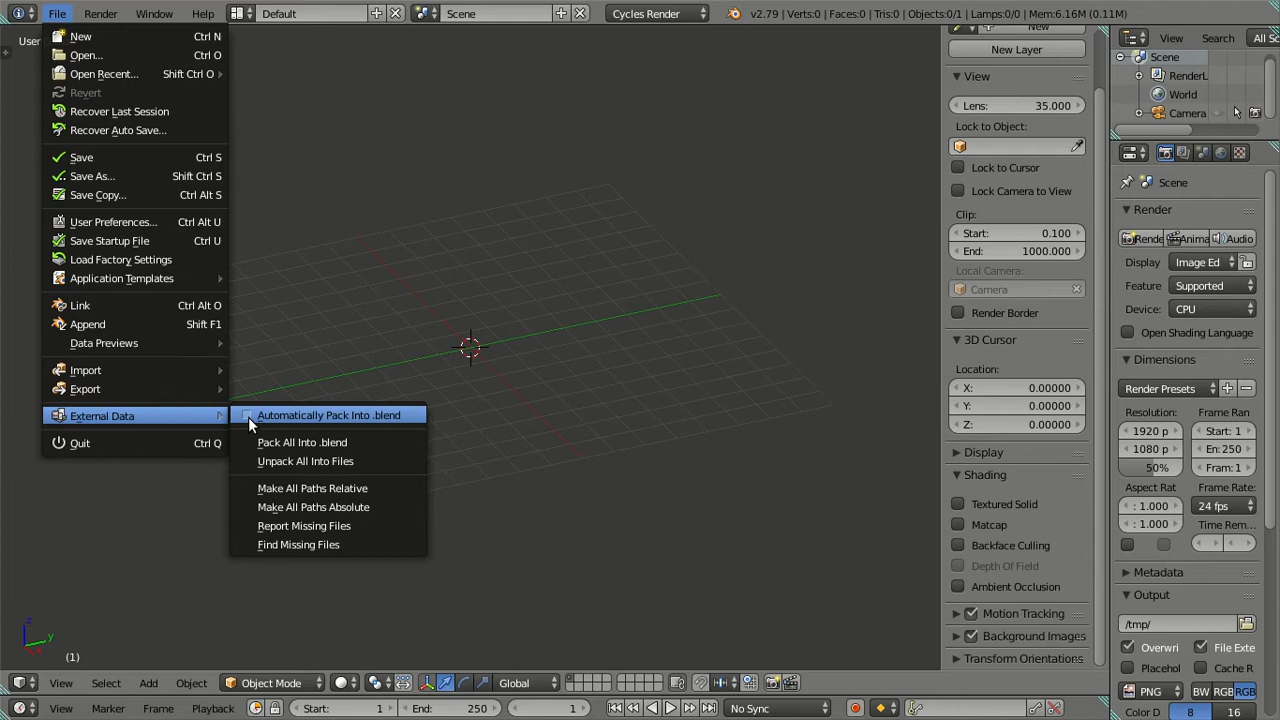 File Render Window Help Default Scene Cycles Render v2.79 | Verts:0 | Faces:0 | Tris:0 | Objects:0/1 | Lamps:0/0 | Mem:6.16M (0.11M)
User
New Ctrl N
Open... Ctrl O
Open Recent... Shift Ctrl O
Revert
Recover Last Session
Recover Auto Save...
Save Ctrl S
Save As... Shift Ctrl S
Save Copy... Ctrl Alt S
User Preferences... Ctrl Alt U
Save Startup File Ctrl U
Load Factory Settings
Application Templates
Link Ctrl Alt O
Append Shift F1
Data Previews
Import
Export
External Data
Quit Ctrl Q
Automatically Pack Into .blend
Pack All Into .blend
Unpack All Into Files
Make All Paths Relative
Make All Paths Absolute
Report Missing Files
Find Missing Files
z
y
(1)
New Layer
View
Lens: 35.000
Lock to Object:
Lock to Cursor
Lock Camera to View
Clip:
Start: 0.100
End: 1000.000
Local Camera:
Camera
Render Border
3D Cursor
Location:
X: 0.00000
Y: 0.00000
Z: 0.00000
Display
Shading
Textured Solid
Matcap
Backface Culling
Depth Of Field
Ambient Occlusion
Motion Tracking
Background Images
Transform Orientations
View Search All Sc
Scene
RenderL
World
Camera
Scene
Render
Rende Anima Audio
Display Image Ed
Feature Supported
Device: CPU
Open Shading Language
Dimensions
Render Presets
Resolution: Frame Ran
1920 p Start: 1
1080 p En: 250
50% Fram: 1
Aspect Rat Frame Rate:
: 1.000 24 fps
: 1.000 Time Rem...
Metadata
Output
/tmp/
Overwri File Exte
Placehol Cache R
PNG BW RGB RGB
Color D 8 16
View Select Add Object Object Mode Global
View Marker Frame Playback Start: 1 End: 250 1 No Sync